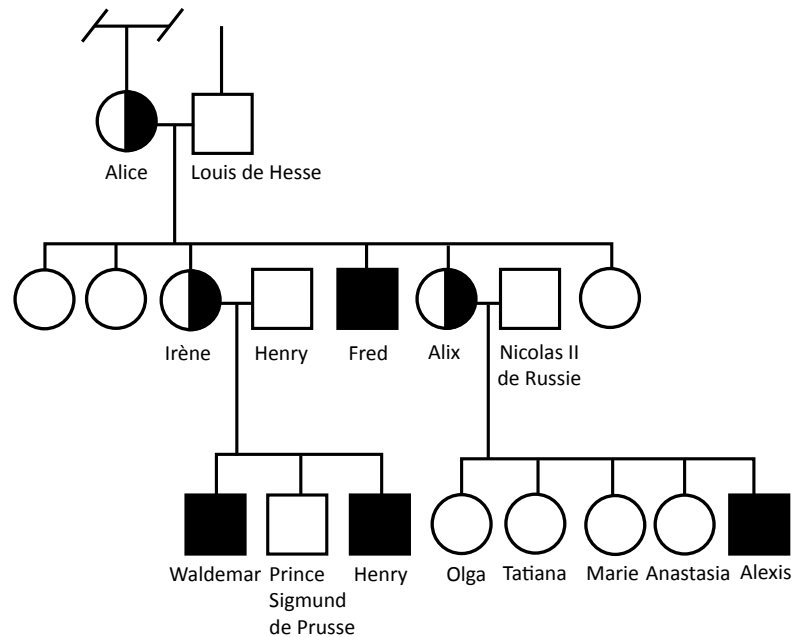 Alice
Louis de Hesse
Irène
Henry
Fred
Alix
Nicolas II
de Russie
Waldemar
Prince
Sigmund
de Prusse
Henry
Olga
Tatiana
Marie
Anastasia
Alexis